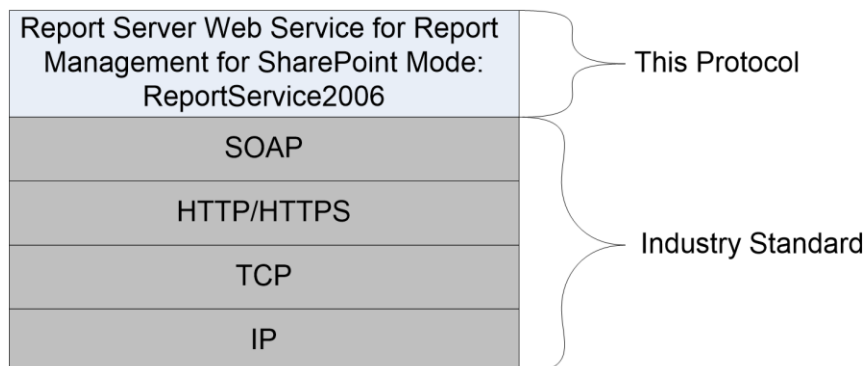 Report Server Web Service for Report
Management for SharePoint Mode:
ReportService2006
This Protocol
SOAP
HTTP/HTTPS
TCP
IP
Industry Standard